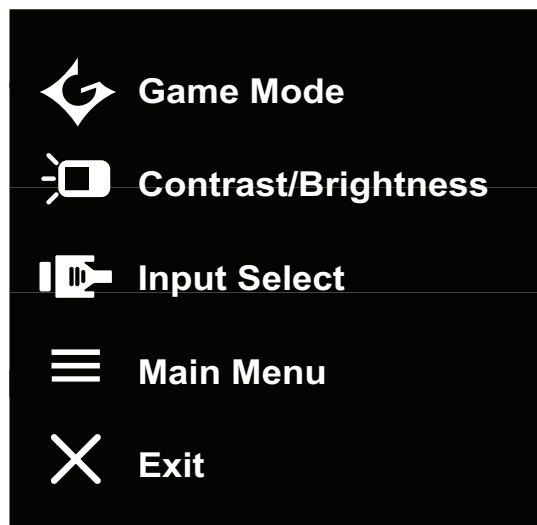 Game Mode
Contrast/Brightness
Input Select
Main Menu
Exit